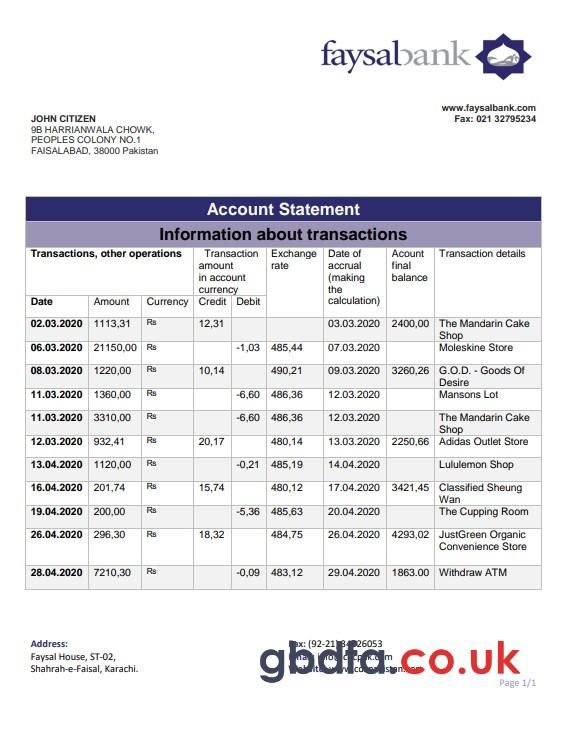 faysalbank
www.faysalbank.com
Fax: 021 32795234
JOHN CITIZEN
9B HARRIANWALA CHOWK,
PEOPLES COLONY NO.1
FAISALABAD, 38000 Pakistan
Account Statement
Information about transactions
Transactions, other operations Transaction amount in account currency Exchange rate Date of accrual (making the calculation) Acount final balance Transaction details
Date Amount Currency Credit Debit
02.03.2020 1113,31 Rs 12,31 03.03.2020 2400,00 The Mandarin Cake
Shop
06.03.2020 21150,00 Rs -1,03 485,44 07.03.2020 Moleskine Store
08.03.2020 1220,00 Rs 10,14 490,21 09.03.2020 3260,26 G.O.D. - Goods Of
Desire
11.03.2020 1360,00 Rs -6,60 486,36 12.03.2020 Mansons Lot
11.03.2020 3310,00 Rs -6,60 486,36 12.03.2020 The Mandarin Cake
Shop
12.03.2020 932,41 Rs 20,17 480,14 13.03.2020 2250,66 Adidas Outlet Store
13.04.2020 1120,00 Rs -0,21 485,19 14.04.2020 Lululemon Shop
16.04.2020 201,74 Rs 15,74 480,12 17.04.2020 3421,45 Classified Sheung
Wan
19.04.2020 200,00 Rs -5,36 485,63 20.04.2020 The Cupping Room
26.04.2020 296,30 Rs 18,32 484,75 26.04.2020 4293,02 JustGreen Organic
Convenience Store
28.04.2020 7210,30 Rs -0,09 483,12 29.04.2020 1863.00 Withdraw ATM
Address:
Faysal House, ST-02,
Shahrah-e-Faisal, Karachi.
Fax: (92-21)
gbdfa.co.uk
Page 1/1